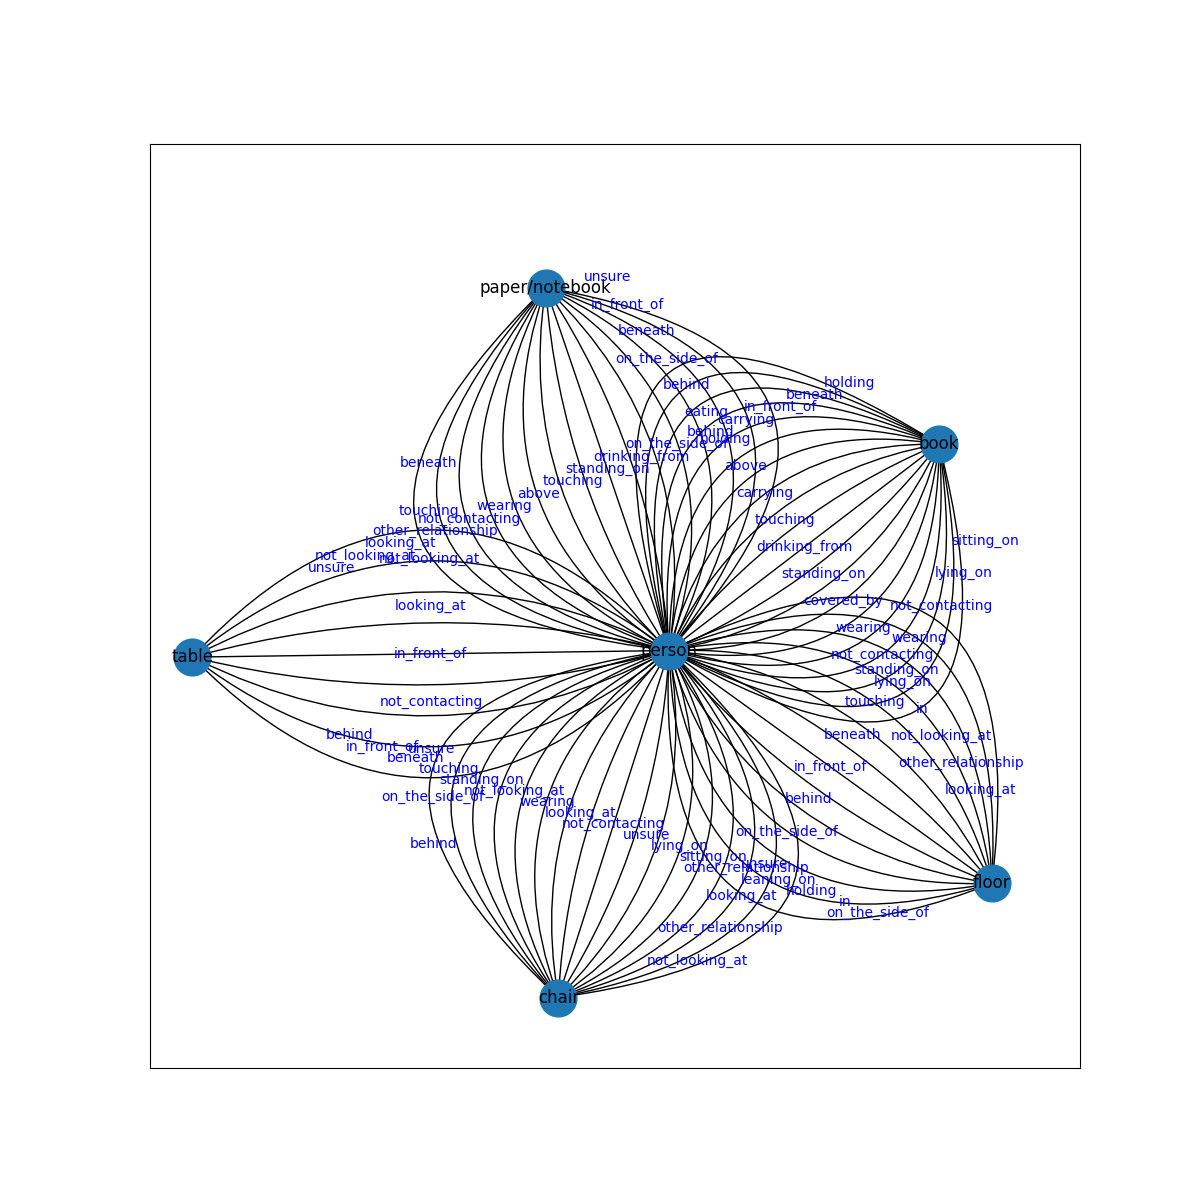 unsure
paper/notebook
in_front_of
beneath
on_the_side_of
behind
holding
beneath
in_front_of
eating
carrying
behind
holding
book
on_the_side_of
drinking_from
beneath
above
standing_on
touching
carrying
above
wearing
touching
not_contacting
touching
other_relationship
sitting_on
looking_at
drinking_from
not_looking_at
not_looking_at
unsure
standing_on
lying_on
covered_by
looking_at
not_contacting
wearing
wearing
person
in_front_of
table
not_contacting
standing_on
lying_on
not_contacting
touching
in
behind
beneath
not_looking_at
in_front_of
unsure
beneath
other_relationship
touching
in_front_of
standing_on
not_looking_at
looking_at
on_the_side_of
wearing
behind
looking_at
not_contacting
unsure
on_the_side_of
behind
lying_on
sitting_on
unsure
other_relationship
leaning_on
floor
holding
looking_at
in
on_the_side_of
other_relationship
not_looking_at
chair